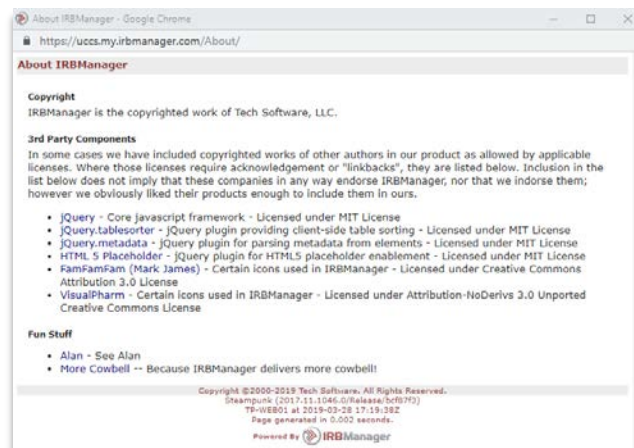 About IRBManager - Google Chrome
https://uccs.my.irbmanager.com/About/
About IRBManager
Copyright
IRBManager is the copyrighted work of Tech Software, LLC.
3rd Party Components
In some cases we have included copyrighted works of other authors in our product as allowed by applicable
licenses. Where those licenses require acknowledgement or "linkbacks", they are listed below. Inclusion in the
list below does not imply that these companies in any way endorse IRBManager, nor that we indorse them;
however we obviously liked their products enough to include them in ours.
• jQuery - Core javascript framework - Licensed under MIT License
• jQuery.tablesorter - jQuery plugin providing client-side table sorting - Licensed under MIT License
• jQuery.metadata - jQuery plugin for parsing metadata from elements - Licensed under MIT License
• HTML 5 Placeholder - jQuery plugin for HTML5 placeholder enablement - Licensed under MIT License
• FamFamFam (Mark James) - Certain icons used in IRBManager - Licensed under Creative Commons
Attribution 3.0 License
• VisualPharm - Certain icons used in IRBManager - Licensed under Attribution-NoDerivs 3.0 Unported
Creative Commons License
Fun Stuff
• Alan - See Alan
• More Cowbell -- Because IRBManager delivers more cowbell!
Copyright ©2000-2019 Tech Software. All Rights Reserved.
Steampunk (2017.11.1046.0/Release/bcf87f3)
TP-WEB01 at 2019-03-28 17:19:38Z
Page generated in 0.002 seconds.
Powered By IRBManager